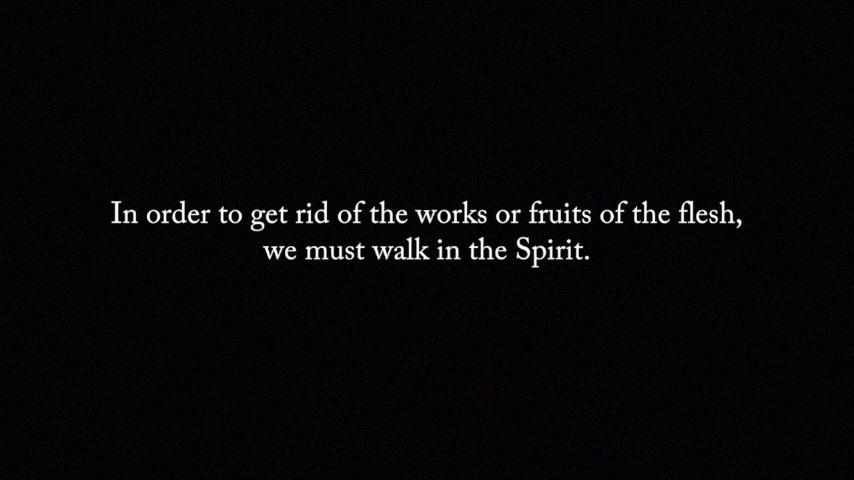 In order to get rid of the works or fruits of the flesh,
we must walk in the Spirit.